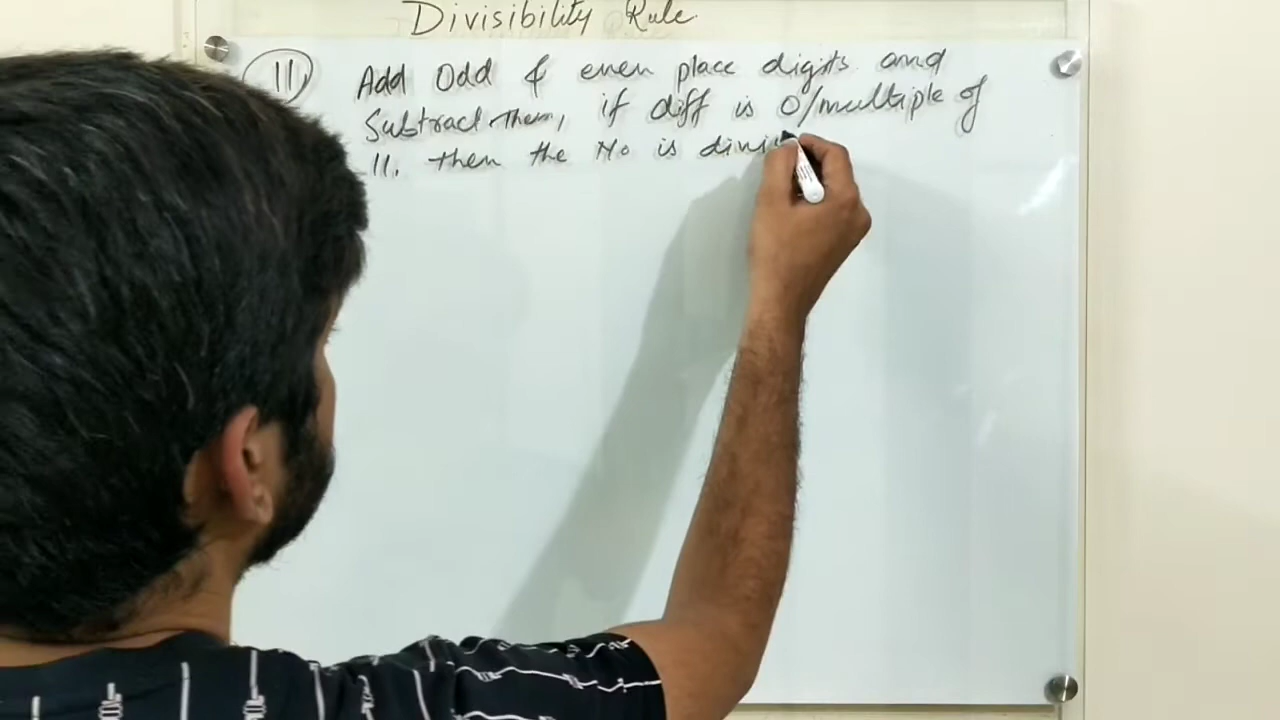 Divisibility Rule
11 Add Odd & even place digits and
Subtract them, if diff is 0/multiple of
11. then the No is divisi